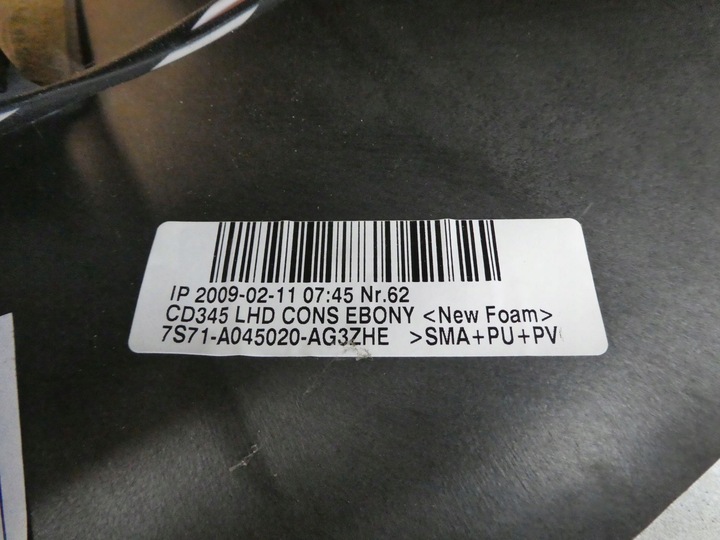 IP 2009-02-11 07:45 Nr.62
CD345 LHD CONS EBONY <New Foam>
7S71-A045020-AG3ZHE >SMA+PU+PV